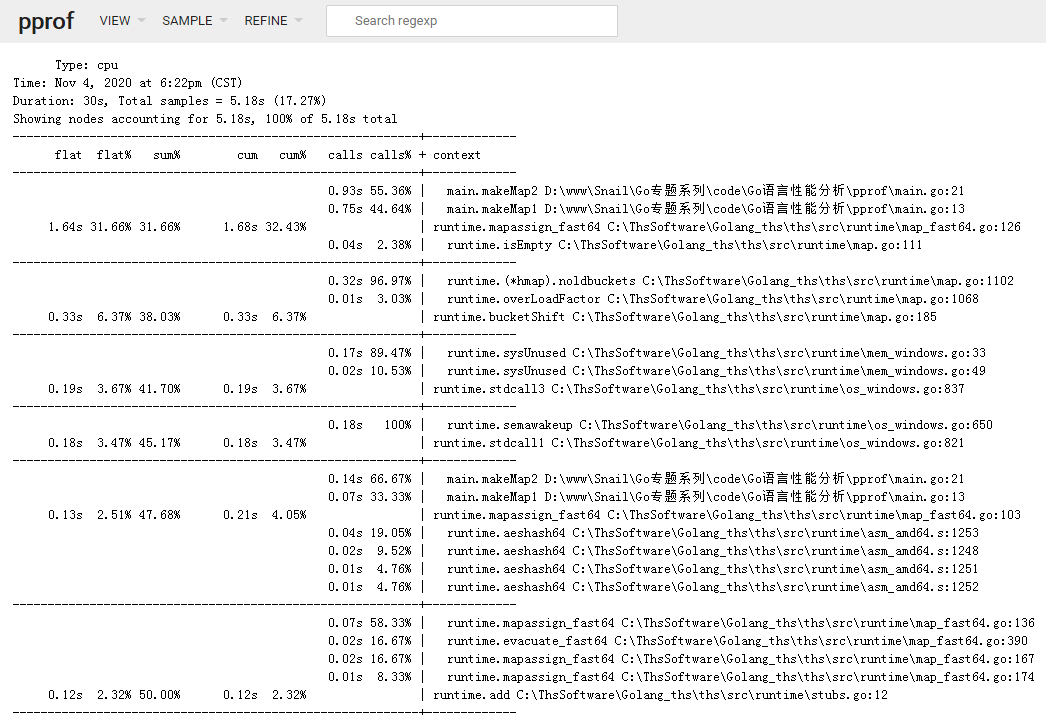 pprof VIEW SAMPLE REFINE Search regexp
Type: cpu
Time: Nov 4, 2020 at 6:22pm (CST)
Duration: 30s, Total samples = 5.18s (17.27%)
Showing nodes accounting for 5.18s, 100% of 5.18s total
----------------------------------------------------------+-------------
flat flat% sum% cum cum% calls calls% + context
----------------------------------------------------------+-------------
0.93s 55.36% | main.makeMap2 D:\www\Snail\Go专题系列\code\Go语言性能分析\pprof\main.go:21
0.75s 44.64% | main.makeMap1 D:\www\Snail\Go专题系列\code\Go语言性能分析\pprof\main.go:13
1.64s 31.66% 31.66% 1.68s 32.43% | runtime.mapassign_fast64 C:\ThsSoftware\Golang_ths\ths\src\runtime\map_fast64.go:126
0.04s 2.38% | runtime.isEmpty C:\ThsSoftware\Golang_ths\ths\src\runtime\map.go:111
----------------------------------------------------------+-------------
0.32s 96.97% | runtime.(*hmap).noldbuckets C:\ThsSoftware\Golang_ths\ths\src\runtime\map.go:1102
0.01s 3.03% | runtime.overLoadFactor C:\ThsSoftware\Golang_ths\ths\src\runtime\map.go:1068
0.33s 6.37% 38.03% 0.33s 6.37% | runtime.bucketShift C:\ThsSoftware\Golang_ths\ths\src\runtime\map.go:185
----------------------------------------------------------+-------------
0.17s 89.47% | runtime.sysUnused C:\ThsSoftware\Golang_ths\ths\src\runtime\mem_windows.go:33
0.02s 10.53% | runtime.sysUnused C:\ThsSoftware\Golang_ths\ths\src\runtime\mem_windows.go:49
0.19s 3.67% 41.70% 0.19s 3.67% | runtime.stdcall3 C:\ThsSoftware\Golang_ths\ths\src\runtime\os_windows.go:837
----------------------------------------------------------+-------------
0.18s 100% | runtime.semawakeup C:\ThsSoftware\Golang_ths\ths\src\runtime\os_windows.go:650
0.18s 3.47% 45.17% 0.18s 3.47% | runtime.stdcall1 C:\ThsSoftware\Golang_ths\ths\src\runtime\os_windows.go:821
----------------------------------------------------------+-------------
0.14s 66.67% | main.makeMap2 D:\www\Snail\Go专题系列\code\Go语言性能分析\pprof\main.go:21
0.07s 33.33% | main.makeMap1 D:\www\Snail\Go专题系列\code\Go语言性能分析\pprof\main.go:13
0.13s 2.51% 47.68% 0.21s 4.05% | runtime.mapassign_fast64 C:\ThsSoftware\Golang_ths\ths\src\runtime\map_fast64.go:103
0.04s 19.05% | runtime.aeshash64 C:\ThsSoftware\Golang_ths\ths\src\runtime\asm_amd64.s:1253
0.02s 9.52% | runtime.aeshash64 C:\ThsSoftware\Golang_ths\ths\src\runtime\asm_amd64.s:1248
0.01s 4.76% | runtime.aeshash64 C:\ThsSoftware\Golang_ths\ths\src\runtime\asm_amd64.s:1251
0.01s 4.76% | runtime.aeshash64 C:\ThsSoftware\Golang_ths\ths\src\runtime\asm_amd64.s:1252
----------------------------------------------------------+-------------
0.07s 58.33% | runtime.mapassign_fast64 C:\ThsSoftware\Golang_ths\ths\src\runtime\map_fast64.go:136
0.02s 16.67% | runtime.evacuate_fast64 C:\ThsSoftware\Golang_ths\ths\src\runtime\map_fast64.go:390
0.02s 16.67% | runtime.mapassign_fast64 C:\ThsSoftware\Golang_ths\ths\src\runtime\map_fast64.go:167
0.01s 8.33% | runtime.mapassign_fast64 C:\ThsSoftware\Golang_ths\ths\src\runtime\map_fast64.go:174
0.12s 2.32% 50.00% 0.12s 2.32% | runtime.add C:\ThsSoftware\Golang_ths\ths\src\runtime\stubs.go:12
----------------------------------------------------------+-------------